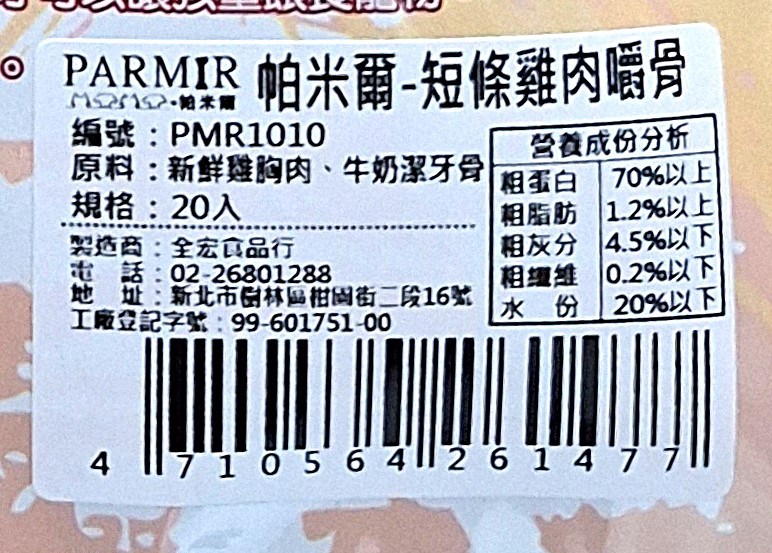 PARMIR 帕米爾-短條雞肉嚼骨
MOMO-帕米爾
編號：PMR1010
原料：新鮮雞胸肉、牛奶潔牙骨
規格：20入
製造商：全宏食品行
電 話：02-26801288
地 址：新北市樹林區柑園街二段16號
工廠登記字號：99-601751-00
營養成份分析
粗蛋白 70%以上
粗脂肪 1.2%以上
粗灰分 4.5%以下
粗纖維 0.2%以下
水 份 20%以下
4 710564 261477